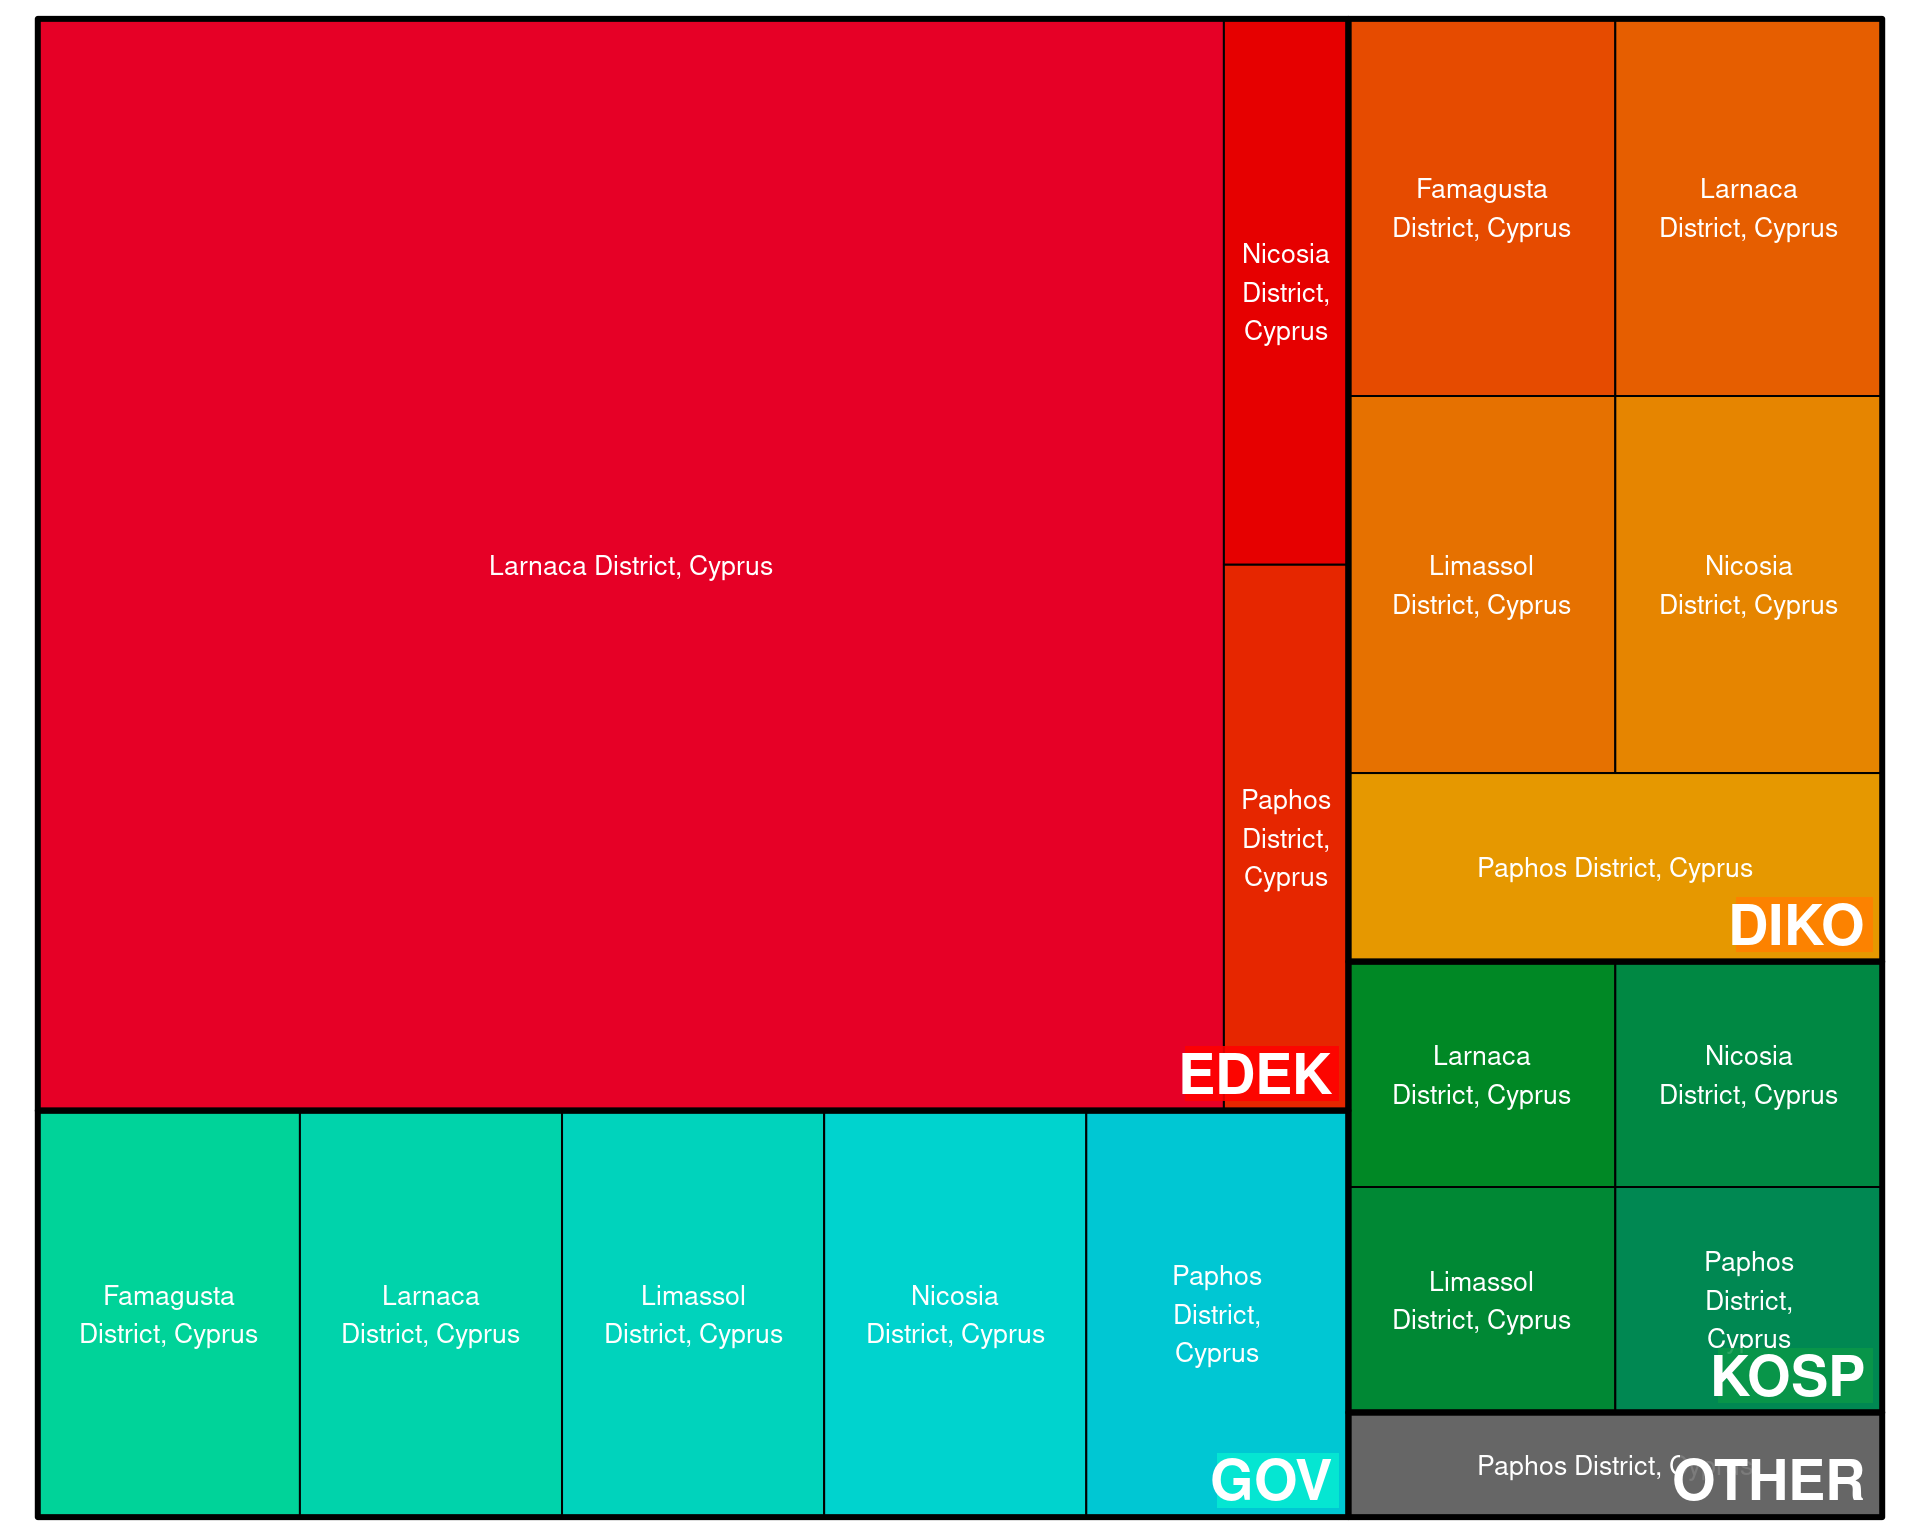 Larnaca District, Cyprus
Nicosia
District,
Cyprus
Paphos
District,
Cyprus
EDEK
Famagusta
District, Cyprus
Larnaca
District, Cyprus
Limassol
District, Cyprus
Nicosia
District, Cyprus
Paphos District, Cyprus
DIKO
Famagusta
District, Cyprus
Larnaca
District, Cyprus
Limassol
District, Cyprus
Nicosia
District, Cyprus
Paphos
District,
Cyprus
GOV
Larnaca
District, Cyprus
Nicosia
District, Cyprus
Limassol
District, Cyprus
Paphos
District,
Cyprus
KOSP
Paphos District, Cyprus
OTHER